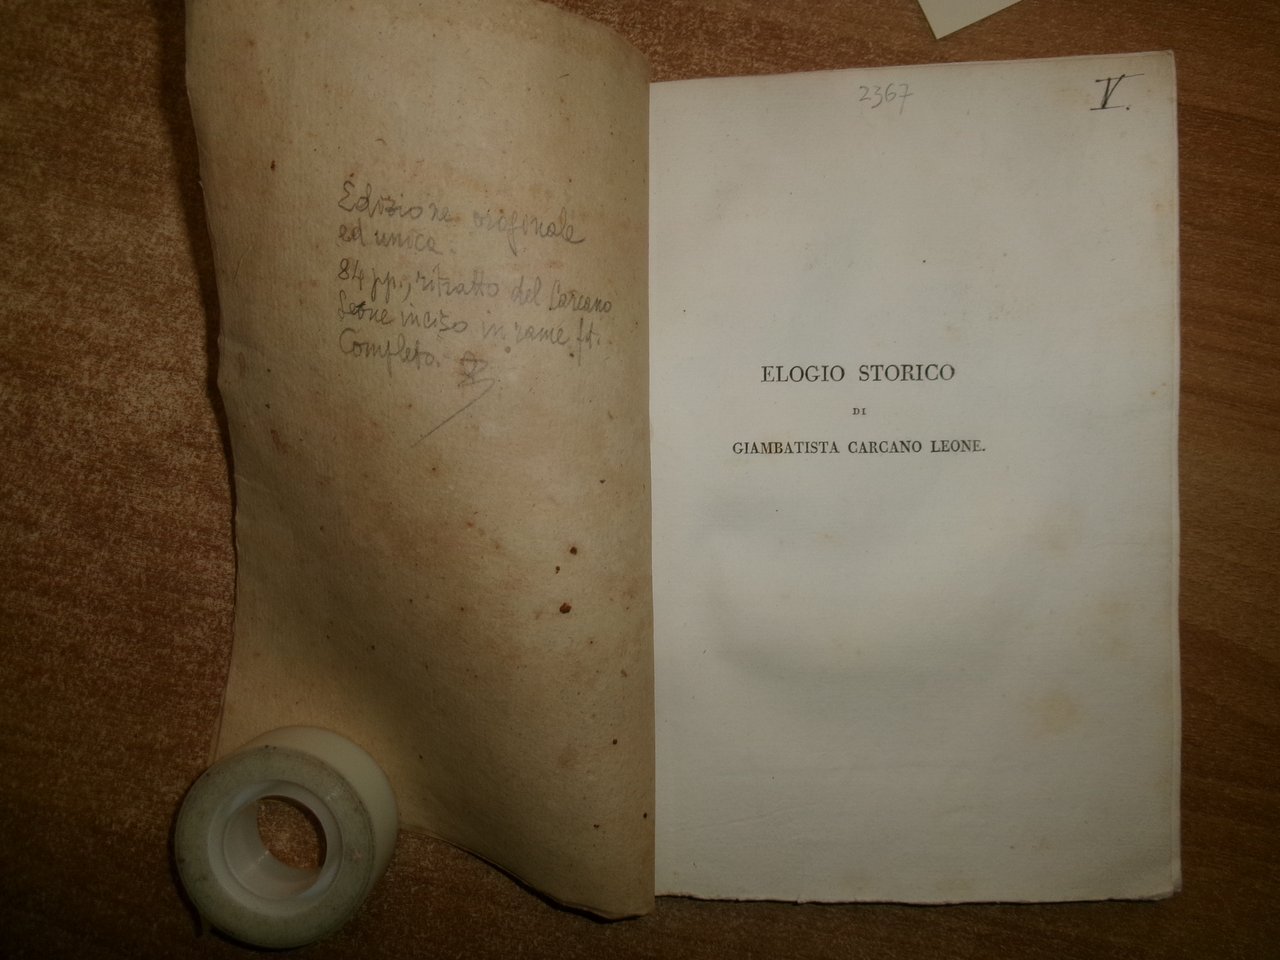 Edizione originale
ed unica.
84 pp., ritratto del Carcano
Leone inciso in rame f.t.
Completo.
2367
V.
ELOGIO STORICO
DI
GIAMBATISTA CARCANO LEONE.